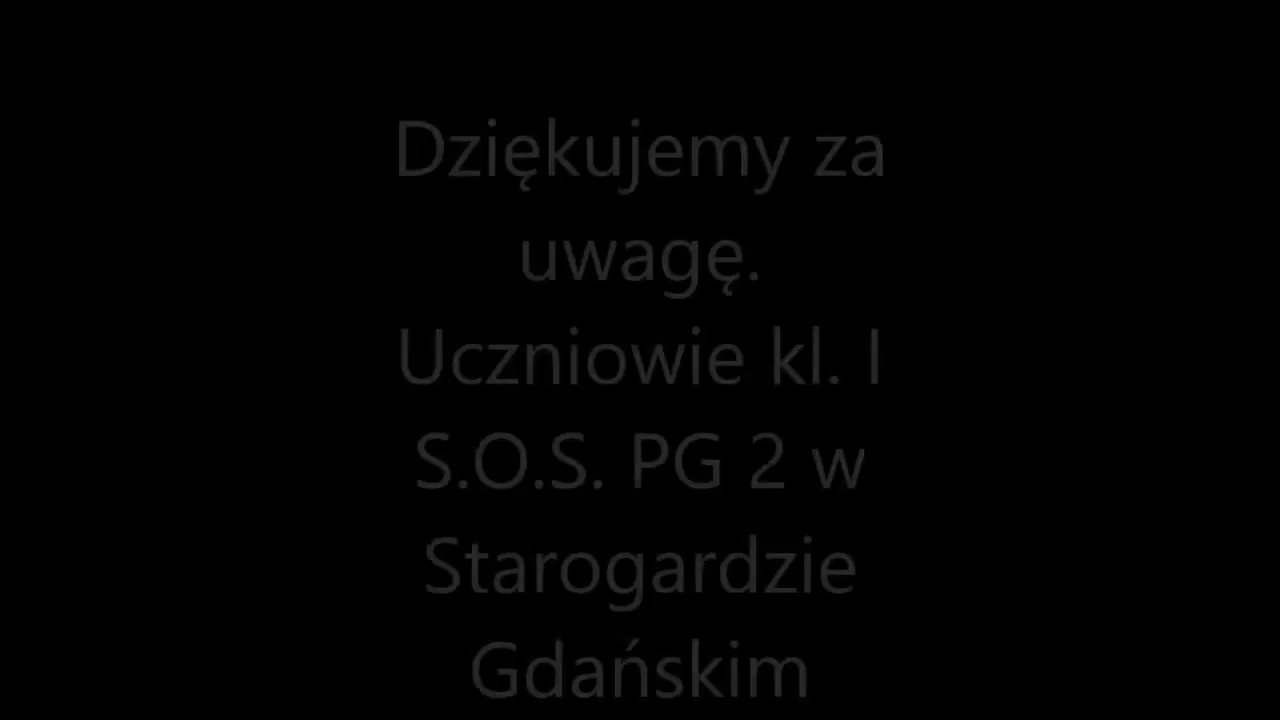 Dziękujemy za
uwagę.
Uczniowie kl. I
S.O.S. PG 2 w
Starogardzie
Gdańskim